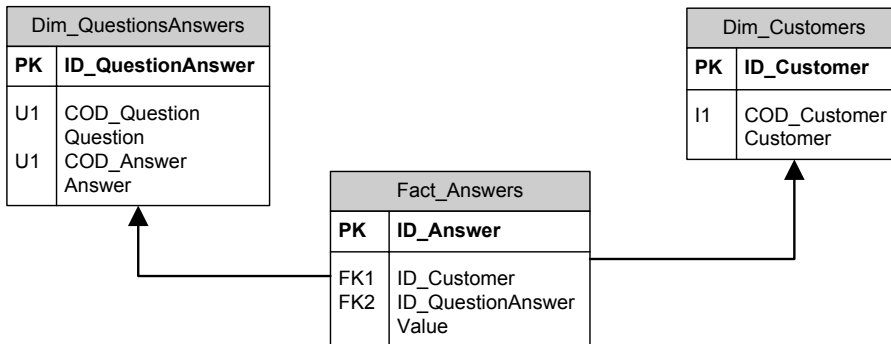 Dim_QuestionsAnswers
PK ID_QuestionAnswer
U1 COD_Question
Question
U1 COD_Answer
Answer
Dim_Customers
PK ID_Customer
I1 COD_Customer
Customer
Fact_Answers
PK ID_Answer
FK1 ID_Customer
FK2 ID_QuestionAnswer
Value